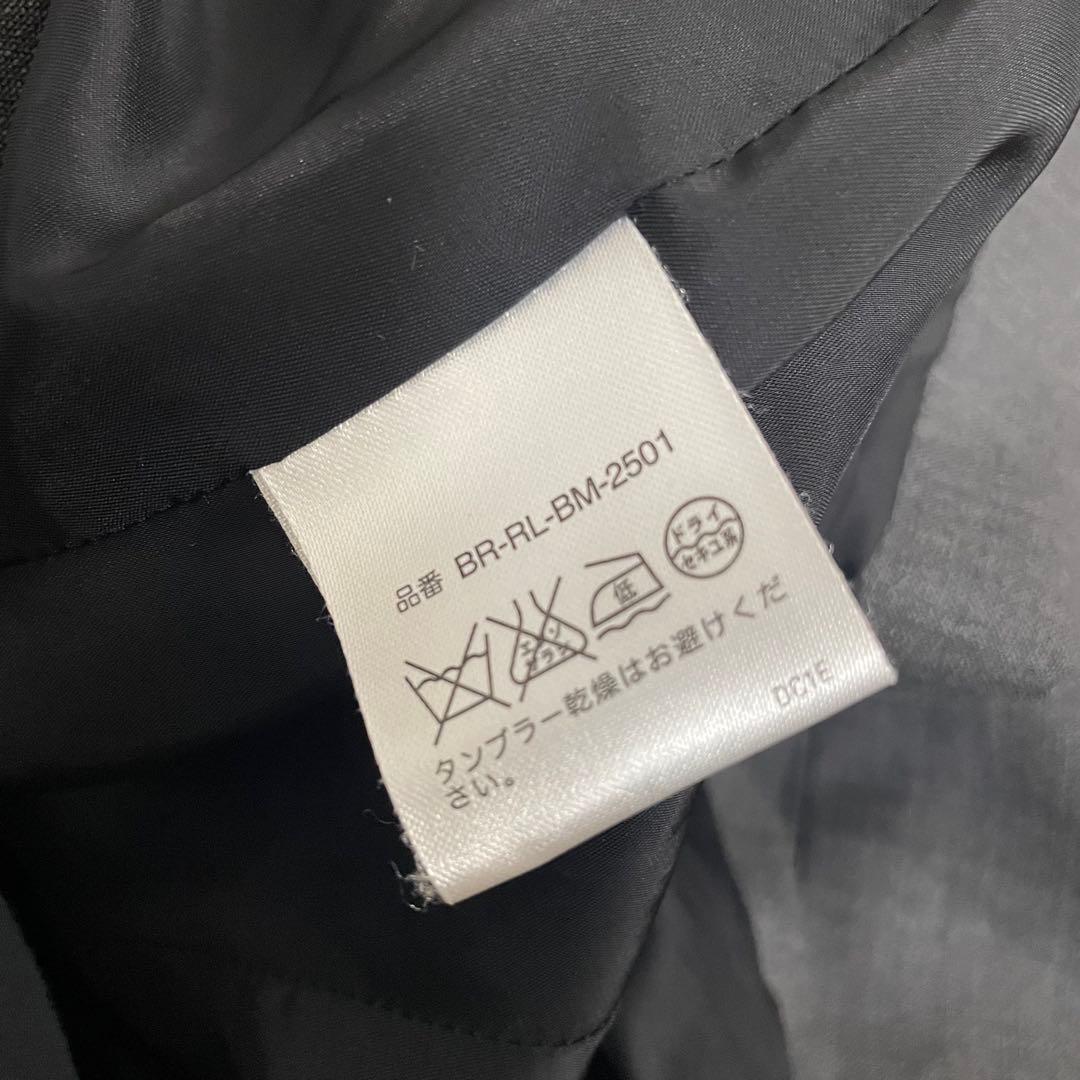 品番 BR-RL-BM-2501
エンソ
サラシ
低
ドライ
セキユ系
タンブラー乾燥はお避けくだ
さい。
DC1E